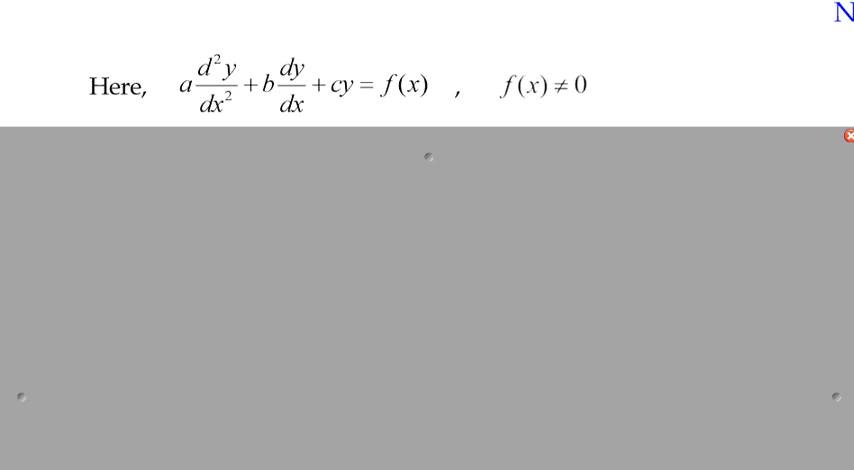 N
Here, a d²y/dx² + b dy/dx + cy = f(x) , f(x) ≠ 0